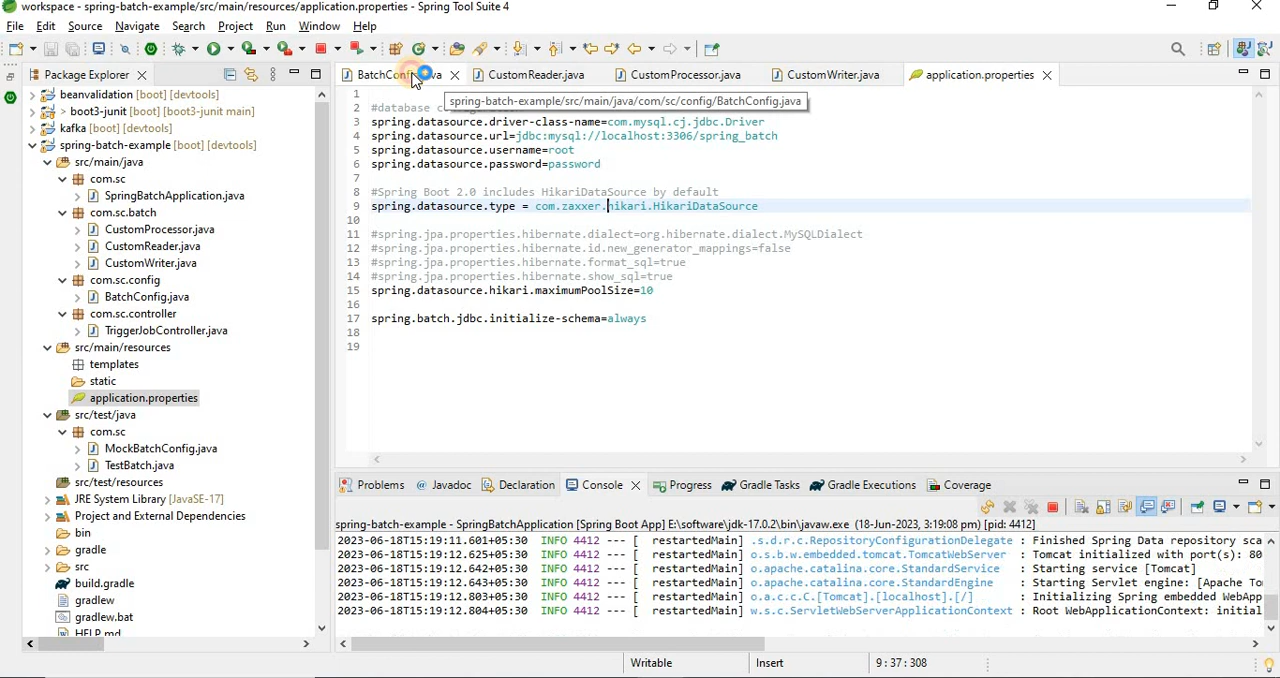 workspace - spring-batch-example/src/main/resources/application.properties - Spring Tool Suite 4
File Edit Source Navigate Search Project Run Window Help
Package Explorer
BatchConfig.java
CustomReader.java
CustomProcessor.java
CustomWriter.java
application.properties
spring-batch-example/src/main/java/com/sc/config/BatchConfig.java
beanvalidation [boot] [devtools]
> boot3-junit [boot] [boot3-junit main]
kafka [boot] [devtools]
spring-batch-example [boot] [devtools]
src/main/java
com.sc
SpringBatchApplication.java
com.sc.batch
CustomProcessor.java
CustomReader.java
CustomWriter.java
com.sc.config
BatchConfig.java
com.sc.controller
TriggerJobController.java
src/main/resources
templates
static
application.properties
src/test/java
com.sc
MockBatchConfig.java
TestBatch.java
src/test/resources
JRE System Library [JavaSE-17]
Project and External Dependencies
bin
gradle
src
build.gradle
gradlew
gradlew.bat
HELP.md
1
2 #database
3 spring.datasource.driver-class-name=com.mysql.cj.jdbc.Driver
4 spring.datasource.url=jdbc:mysql://localhost:3306/spring_batch
5 spring.datasource.username=root
6 spring.datasource.password=password
7
8 #Spring Boot 2.0 includes HikariDataSource by default
9 spring.datasource.type = com.zaxxer.hikari.HikariDataSource
10
11 #spring.jpa.properties.hibernate.dialect=org.hibernate.dialect.MySQLDialect
12 #spring.jpa.properties.hibernate.id.new_generator_mappings=false
13 #spring.jpa.properties.hibernate.format_sql=true
14 #spring.jpa.properties.hibernate.show_sql=true
15 spring.datasource.hikari.maximumPoolSize=10
16
17 spring.batch.jdbc.initialize-schema=always
18
19
Problems Javadoc Declaration Console Progress Gradle Tasks Gradle Executions Coverage
spring-batch-example - SpringBatchApplication [Spring Boot App] E:\software\jdk-17.0.2\bin\javaw.exe (18-Jun-2023, 3:19:08 pm) [pid: 4412]
2023-06-18T15:19:11.601+05:30 INFO 4412 --- [ restartedMain] .s.d.r.c.RepositoryConfigurationDelegate : Finished Spring Data repository sca
2023-06-18T15:19:12.625+05:30 INFO 4412 --- [ restartedMain] o.s.b.w.embedded.tomcat.TomcatWebServer : Tomcat initialized with port(s): 80
2023-06-18T15:19:12.642+05:30 INFO 4412 --- [ restartedMain] o.apache.catalina.core.StandardService : Starting service [Tomcat]
2023-06-18T15:19:12.643+05:30 INFO 4412 --- [ restartedMain] o.apache.catalina.core.StandardEngine : Starting Servlet engine: [Apache To
2023-06-18T15:19:12.803+05:30 INFO 4412 --- [ restartedMain] o.a.c.c.C.[Tomcat].[localhost].[/] : Initializing Spring embedded WebApp
2023-06-18T15:19:12.804+05:30 INFO 4412 --- [ restartedMain] w.s.c.ServletWebServerApplicationContext : Root WebApplicationContext: initial
Writable Insert 9 : 37 : 308